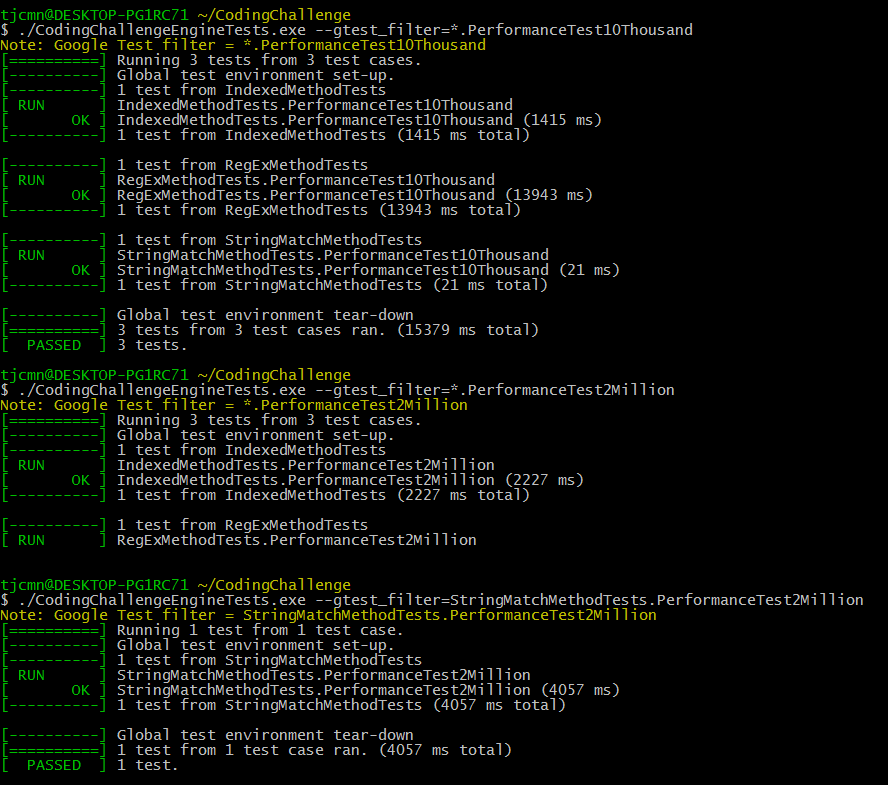 tjcmn@DESKTOP-PG1RC71 ~/CodingChallenge
$ ./CodingChallengeEngineTests.exe --gtest_filter=*.PerformanceTest10Thousand
Note: Google Test filter = *.PerformanceTest10Thousand
[==========] Running 3 tests from 3 test cases.
[----------] Global test environment set-up.
[----------] 1 test from IndexedMethodTests
[ RUN      ] IndexedMethodTests.PerformanceTest10Thousand
[       OK ] IndexedMethodTests.PerformanceTest10Thousand (1415 ms)
[----------] 1 test from IndexedMethodTests (1415 ms total)

[----------] 1 test from RegExMethodTests
[ RUN      ] RegExMethodTests.PerformanceTest10Thousand
[       OK ] RegExMethodTests.PerformanceTest10Thousand (13943 ms)
[----------] 1 test from RegExMethodTests (13943 ms total)

[----------] 1 test from StringMatchMethodTests
[ RUN      ] StringMatchMethodTests.PerformanceTest10Thousand
[       OK ] StringMatchMethodTests.PerformanceTest10Thousand (21 ms)
[----------] 1 test from StringMatchMethodTests (21 ms total)

[----------] Global test environment tear-down
[==========] 3 tests from 3 test cases ran. (15379 ms total)
[  PASSED  ] 3 tests.

tjcmn@DESKTOP-PG1RC71 ~/CodingChallenge
$ ./CodingChallengeEngineTests.exe --gtest_filter=*.PerformanceTest2Million
Note: Google Test filter = *.PerformanceTest2Million
[==========] Running 3 tests from 3 test cases.
[----------] Global test environment set-up.
[----------] 1 test from IndexedMethodTests
[ RUN      ] IndexedMethodTests.PerformanceTest2Million
[       OK ] IndexedMethodTests.PerformanceTest2Million (2227 ms)
[----------] 1 test from IndexedMethodTests (2227 ms total)

[----------] 1 test from RegExMethodTests
[ RUN      ] RegExMethodTests.PerformanceTest2Million

tjcmn@DESKTOP-PG1RC71 ~/CodingChallenge
$ ./CodingChallengeEngineTests.exe --gtest_filter=StringMatchMethodTests.PerformanceTest2Million
Note: Google Test filter = StringMatchMethodTests.PerformanceTest2Million
[==========] Running 1 test from 1 test case.
[----------] Global test environment set-up.
[----------] 1 test from StringMatchMethodTests
[ RUN      ] StringMatchMethodTests.PerformanceTest2Million
[       OK ] StringMatchMethodTests.PerformanceTest2Million (4057 ms)
[----------] 1 test from StringMatchMethodTests (4057 ms total)

[----------] Global test environment tear-down
[==========] 1 test from 1 test case ran. (4057 ms total)
[  PASSED  ] 1 test.